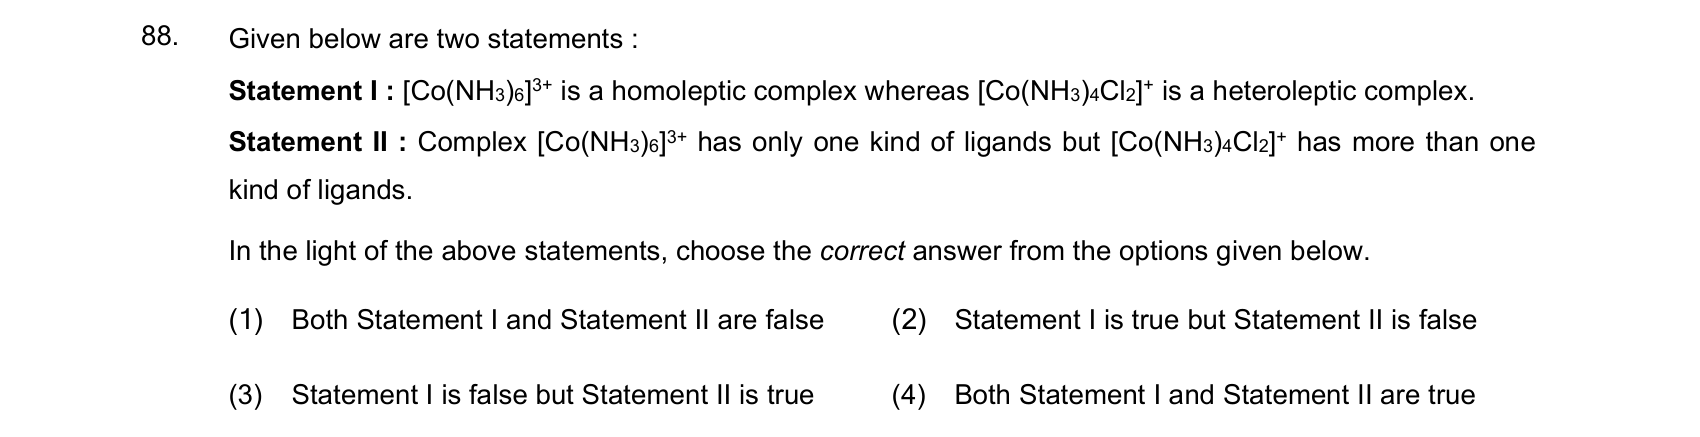 88. Given below are two statements :
Statement I : [Co(NH₃)₆]³⁺ is a homoleptic complex whereas [Co(NH₃)₄Cl₂]⁺ is a heteroleptic complex.
Statement II : Complex [Co(NH₃)₆]³⁺ has only one kind of ligands but [Co(NH₃)₄Cl₂]⁺ has more than one
kind of ligands.
In the light of the above statements, choose the correct answer from the options given below.
(1) Both Statement I and Statement II are false (2) Statement I is true but Statement II is false
(3) Statement I is false but Statement II is true (4) Both Statement I and Statement II are true